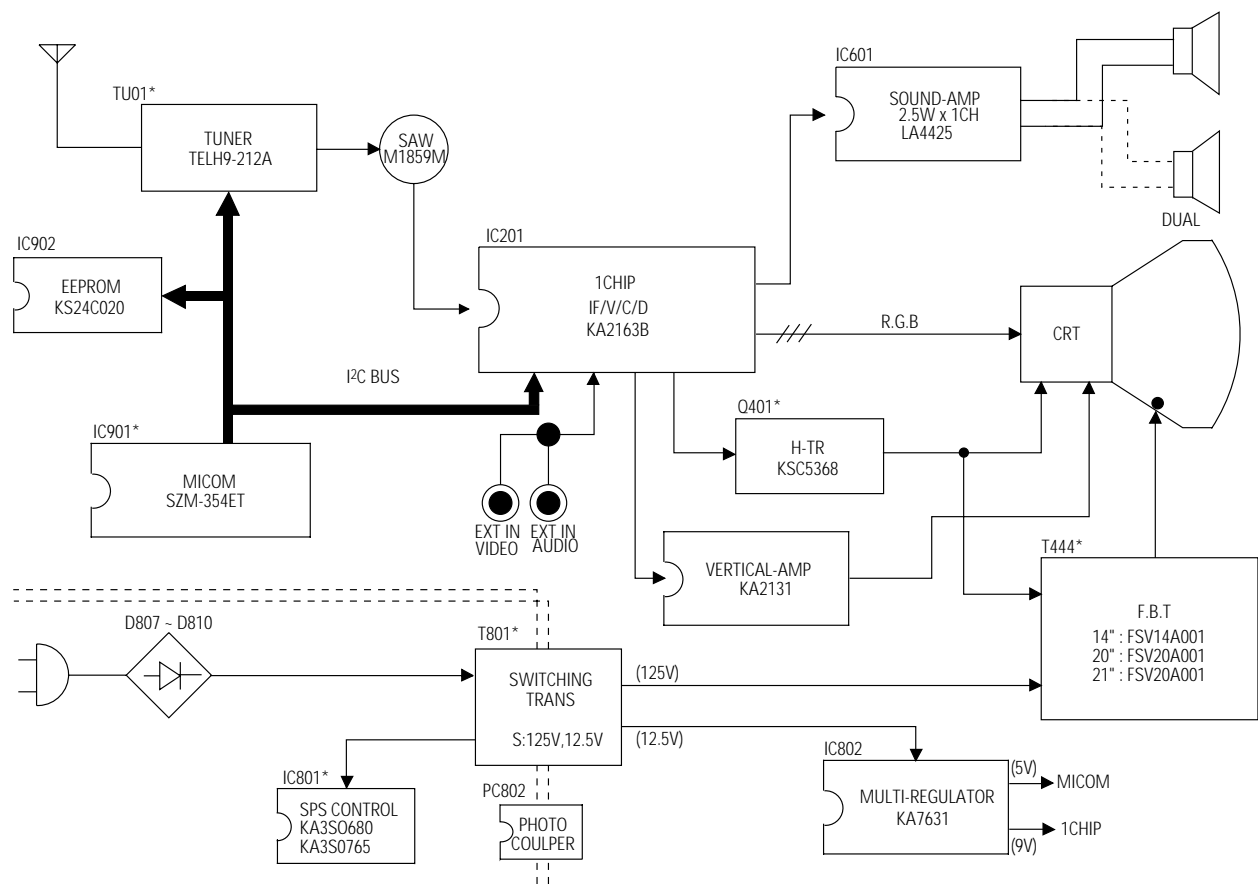 TU01*
TUNER
TELH9-212A
SAW
M1859M
IC601
SOUND-AMP
2.5W x 1CH
LA4425
DUAL
IC902
EEPROM
KS24C020
IC201
1CHIP
IF/V/C/D
KA2163B
R.G.B
CRT
I²C BUS
IC901*
MICOM
SZM-354ET
EXT IN
VIDEO
EXT IN
AUDIO
Q401*
H-TR
KSC5368
VERTICAL-AMP
KA2131
T444*
F.B.T
14" : FSV14A001
20" : FSV20A001
21" : FSV20A001
D807 ~ D810
T801*
SWITCHING
TRANS
S:125V,12.5V
(125V)
(12.5V)
IC801*
SPS CONTROL
KA3SO680
KA3S0765
PC802
PHOTO
COULPER
IC802
MULTI-REGULATOR
KA7631
(5V)
MICOM
1CHIP
(9V)